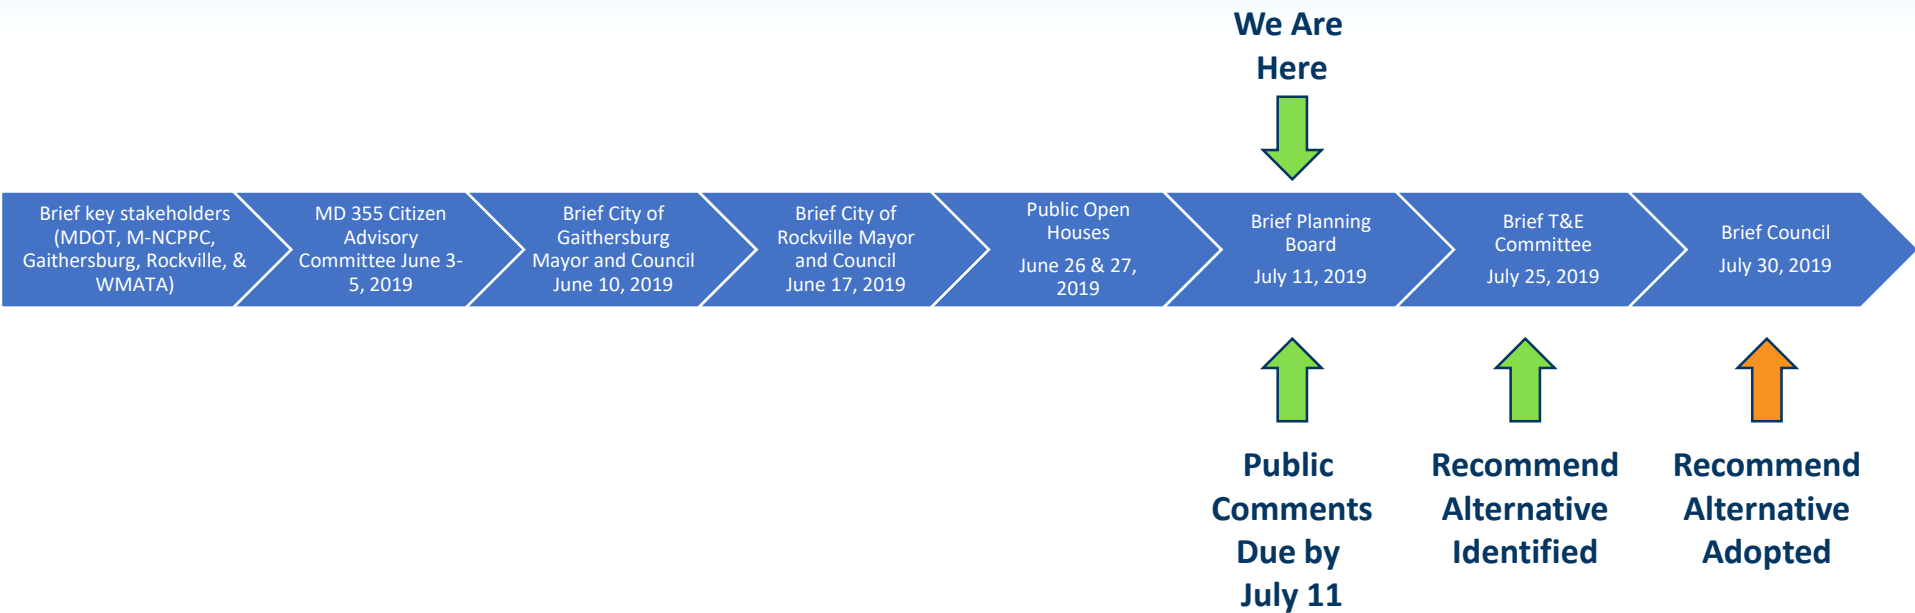 We Are
Here
Brief key stakeholders
(MDOT, M-NCPPC,
Gaithersburg, Rockville, &
WMATA)
MD 355 Citizen
Advisory
Committee June 3-
5, 2019
Brief City of
Gaithersburg
Mayor and Council
June 10, 2019
Brief City of
Rockville Mayor
and Council
June 17, 2019
Public Open
Houses
June 26 & 27,
2019
Brief Planning
Board
July 11, 2019
Brief T&E
Committee
July 25, 2019
Brief Council
July 30, 2019
Public
Comments
Due by
July 11
Recommend
Alternative
Identified
Recommend
Alternative
Adopted